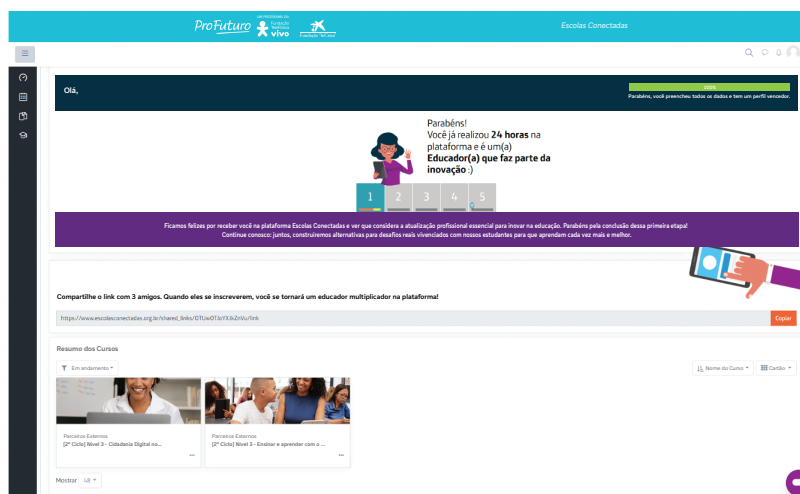 ProFuturo
UM PROGRAMA DA
Fundação
Telefônica
vivo
Fundação "la Caixa"
Escolas Conectadas
Olá,
100%
Parabéns, você preencheu todos os dados e tem um perfil vencedor.
Parabéns!
Você já realizou 24 horas na
plataforma e é um(a)
Educador(a) que faz parte da
inovação :)
1 2 3 4 5
Ficamos felizes por receber você na plataforma Escolas Conectadas e ver que considera a atualização profissional essencial para inovar na educação. Parabéns pela conclusão dessa primeira etapa!
Continue conosco: juntos, construiremos alternativas para desafios reais vivenciados com nossos estudantes para que aprendam cada vez mais e melhor.
Compartilhe o link com 3 amigos. Quando eles se inscreverem, você se tornará um educador multiplicador na plataforma!
Copiar
Resumo dos Cursos
Em andamento
Nome do Curso
Cartão
Parceiros Externos
[2º Ciclo] Nível 3 - Cidadania Digital no...
Parceiros Externos
[2º Ciclo] Nível 3 - Ensinar e aprender com o ...
Mostrar 48